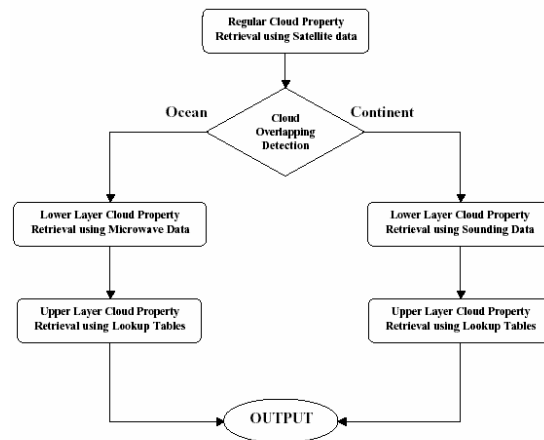 Regular Cloud Property
Retrieval using Satellite data
Ocean
Continent
Cloud
Overlapping
Detection
Lower Layer Cloud Property
Retrieval using Microwave Data
Lower Layer Cloud Property
Retrieval using Sounding Data
Upper Layer Cloud Property
Retrieval using Lookup Tables
Upper Layer Cloud Property
Retrieval using Lookup Tables
OUTPUT